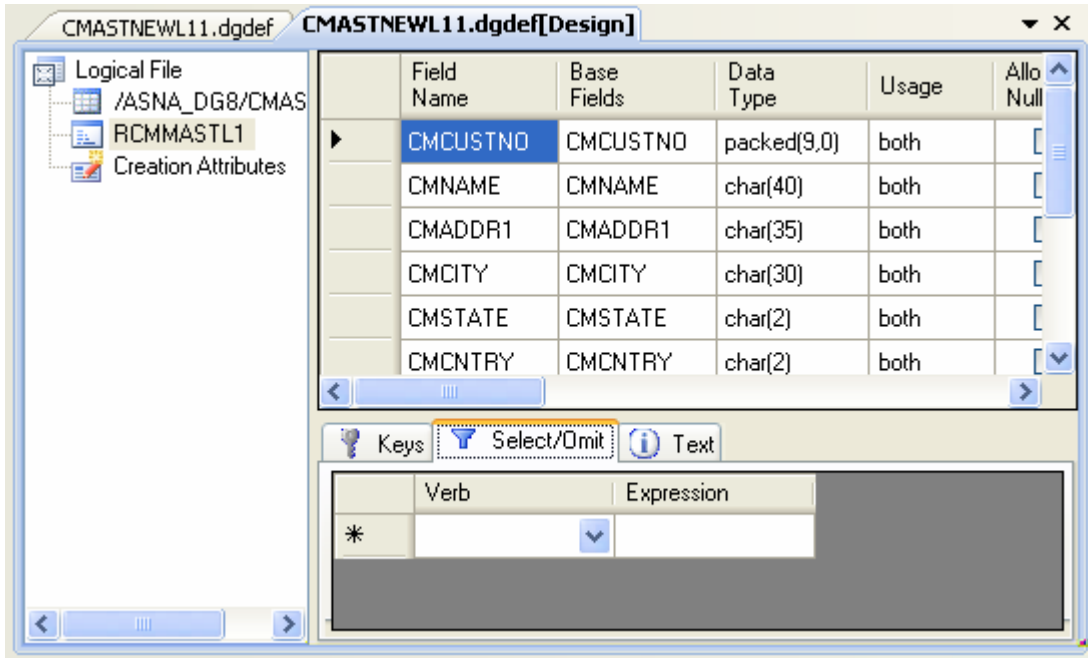 CMASTNEWL11.dgdef CMASTNEWL11.dgdef[Design]
Logical File
/ASNA_DG8/CMAS
RCMMASTL1
Creation Attributes
Field Name Base Fields Data Type Usage Allo Null
CMCUSTNO CMCUSTNO packed(9,0) both
CMNAME CMNAME char(40) both
CMADDR1 CMADDR1 char(35) both
CMCITY CMCITY char(30) both
CMSTATE CMSTATE char(2) both
CMCNTRY CMCNTRY char(2) both
Keys Select/Omit Text
Verb Expression